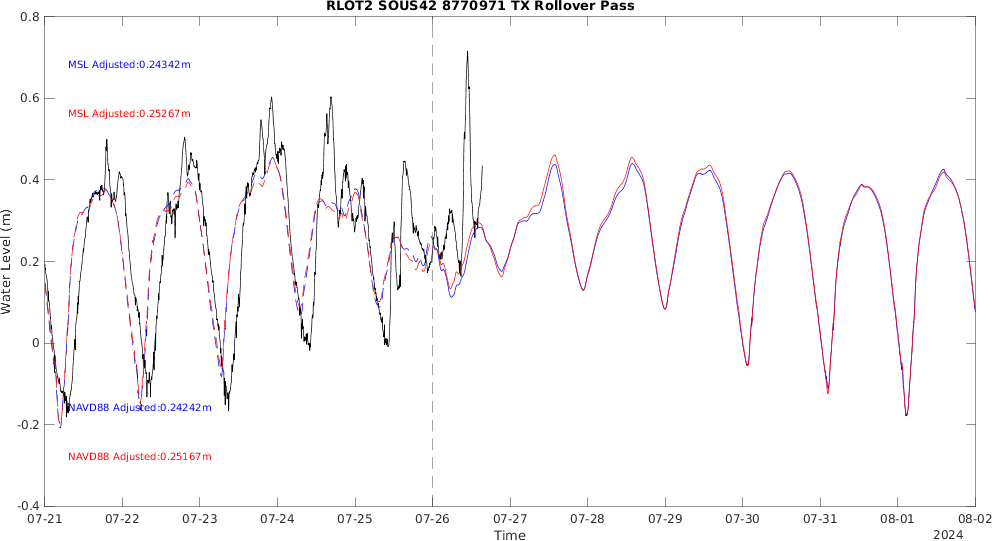 RLOT2 SOUS42 8770971 TX Rollover Pass
0.8
MSL Adjusted:0.24342m
0.6
MSL Adjusted:0.25267m
0.4
Water Level (m)
0.2
0
NAVD88 Adjusted:0.24242m
-0.2
NAVD88 Adjusted:0.25167m
-0.4
07-21 07-22 07-23 07-24 07-25 07-26 07-27 07-28 07-29 07-30 07-31 08-01 08-02
Time
2024